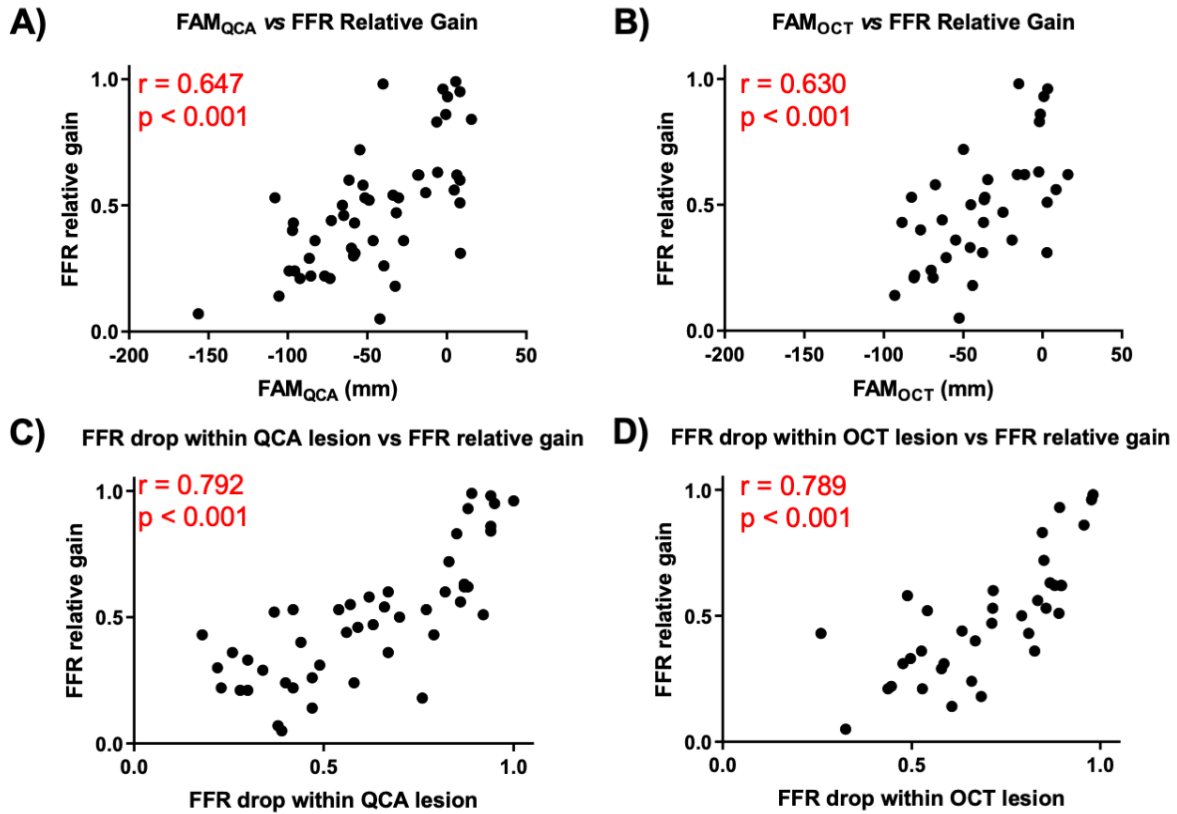 A)
FAMQCA vs FFR Relative Gain
r = 0.647
p < 0.001
1.0
0.5
0.0
FFR relative gain
-200 -150 -100 -50 0 50
FAMQCA (mm)
B)
FAMOCT vs FFR Relative Gain
r = 0.630
p < 0.001
1.0
0.5
0.0
FFR relative gain
-200 -150 -100 -50 0 50
FAMOCT (mm)
C)
FFR drop within QCA lesion vs FFR relative gain
r = 0.792
p < 0.001
1.0
0.5
0.0
FFR relative gain
0.0 0.5 1.0
FFR drop within QCA lesion
D)
FFR drop within OCT lesion vs FFR relative gain
r = 0.789
p < 0.001
1.0
0.5
0.0
FFR relative gain
0.0 0.5 1.0
FFR drop within OCT lesion